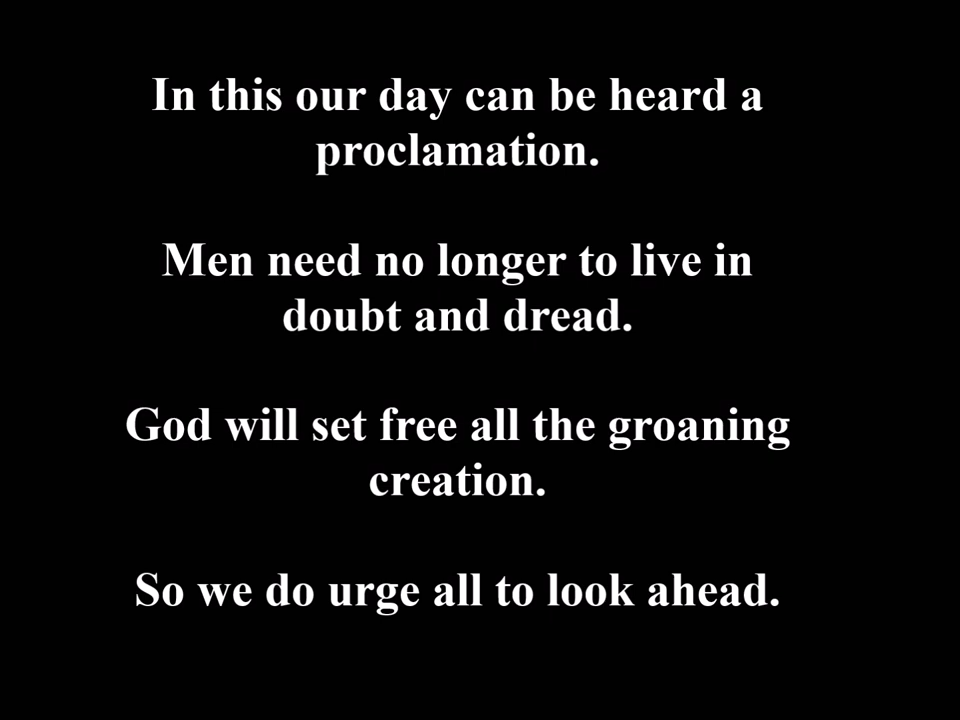 In this our day can be heard a
proclamation.
Men need no longer to live in
doubt and dread.
God will set free all the groaning
creation.
So we do urge all to look ahead.